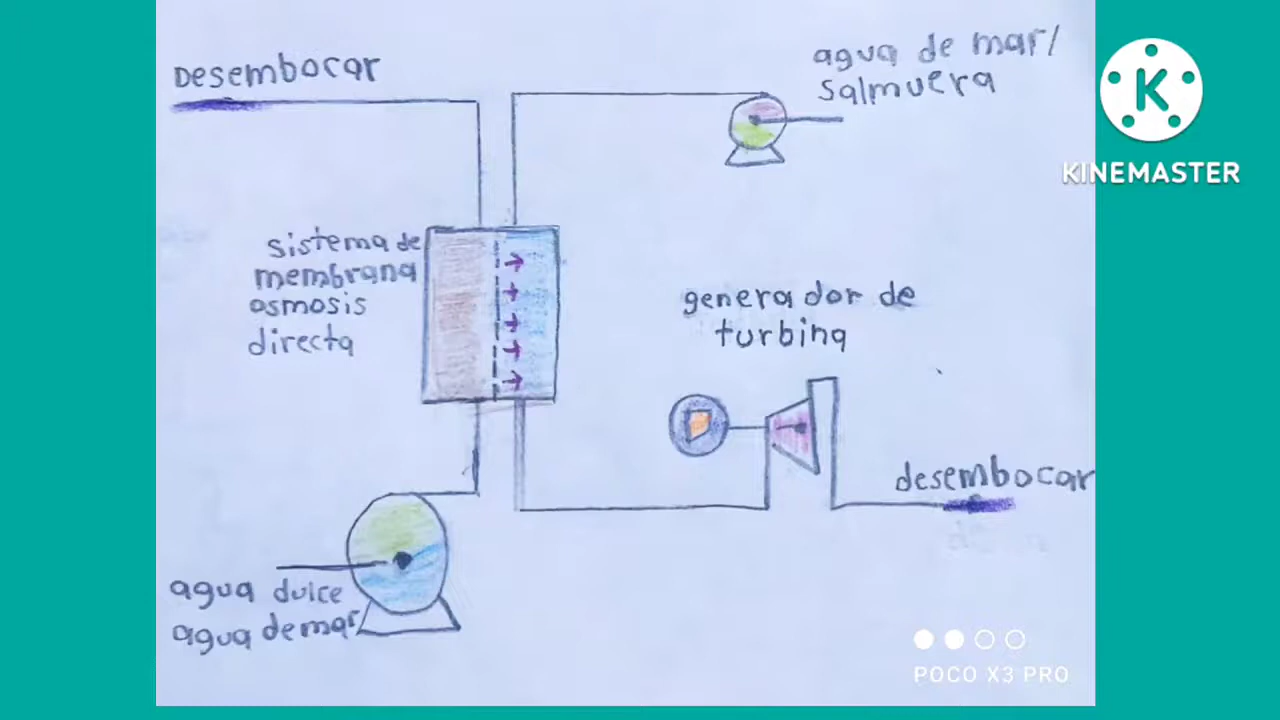 Desembocar
agua de mar/
salmuera
K
KINEMASTER
sistema de
membrana
osmosis
directa
generador de
turbina
desembocar
agua dulce
agua de mar
POCO X3 PRO